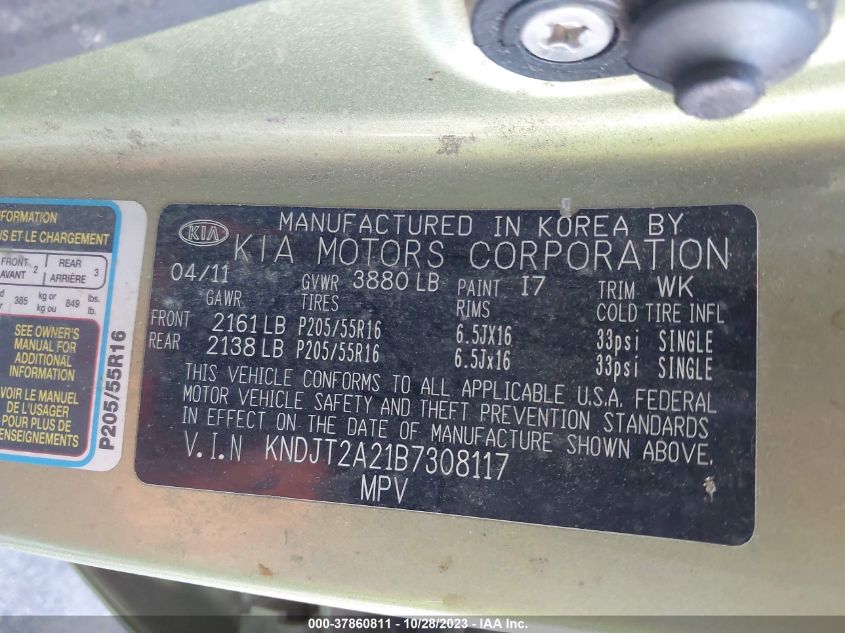 FORMATION
S ET LE CHARGEMENT
FRONT 2 REAR 3
AVANT ARRIÈRE
d 385 kg or 849 lbs.
kg ou lb.
SEE OWNER'S
MANUAL FOR
ADDITIONAL
INFORMATION
VOIR LE MANUEL
DE L'USAGER
POUR PLUS DE
ENSEIGNEMENTS
P205/55R16
KIA
MANUFACTURED IN KOREA BY
KIA MOTORS CORPORATION
04/11 GVWR 3880 LB PAINT I7 TRIM WK
GAWR TIRES RIMS COLD TIRE INFL
FRONT 2161 LB P205/55R16 6.5JX16 33psi SINGLE
REAR 2138 LB P205/55R16 6.5Jx16 33psi SINGLE
THIS VEHICLE CONFORMS TO ALL APPLICABLE U.S.A. FEDERAL
MOTOR VEHICLE SAFETY AND THEFT PREVENTION STANDARDS
IN EFFECT ON THE DATE OF MANUFACTURE SHOWN ABOVE.
V.I.N KNDJT2A21B7308117
MPV
000-37860811 - 10/28/2023 - IAA Inc.